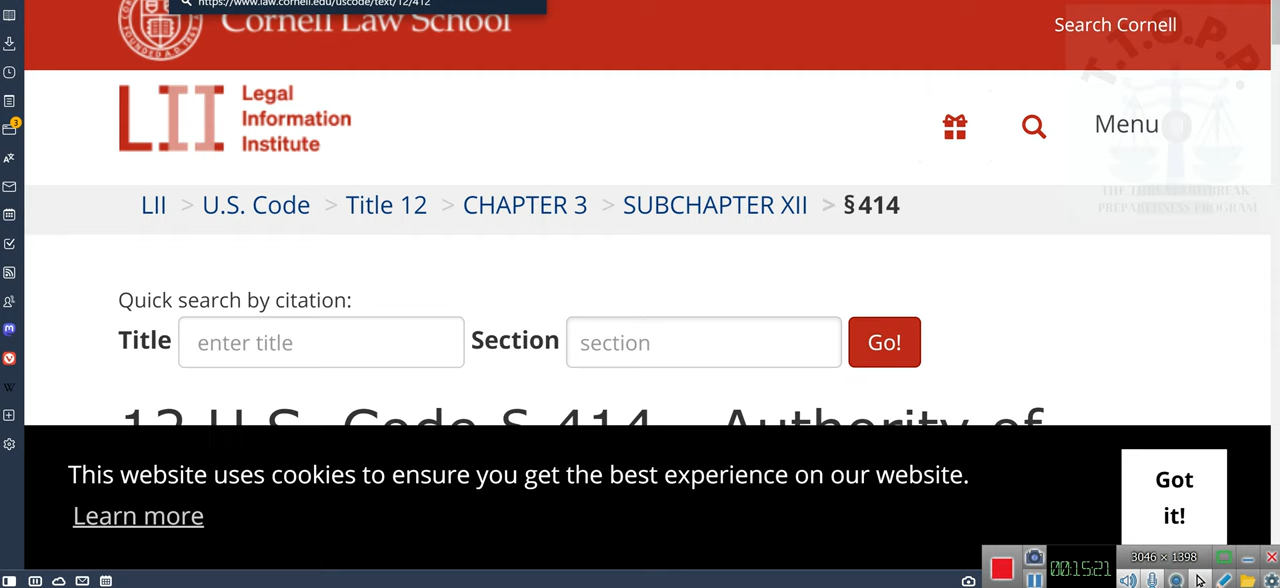 https://www.law.cornell.edu/uscode/text/12/412
Cornell Law School
Search Cornell
T.T.O.P.P.
LII
Legal
Information
Institute
Menu
PREPAREDNESS PROGRAM
LII > U.S. Code > Title 12 > CHAPTER 3 > SUBCHAPTER XII > § 414
Quick search by citation:
Title enter title Section section Go!
12 U.S. Code § 414 - Authority of
This website uses cookies to ensure you get the best experience on our website.
Learn more
Got
it!
3046 × 1398
00:15:21
3